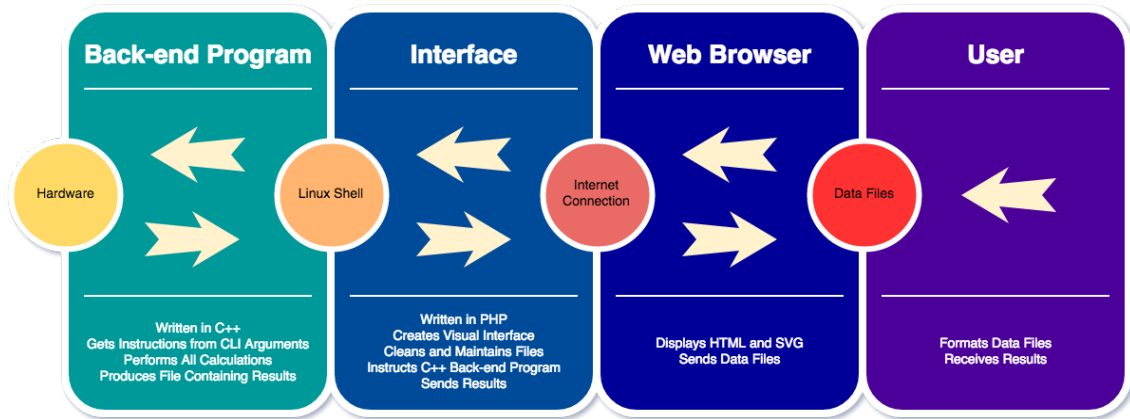 Back-end Program
Interface
Web Browser
User
Hardware
Linux Shell
Internet
Connection
Data Files
Written in C++
Gets Instructions from CLI Arguments
Performs All Calculations
Produces File Containing Results
Written in PHP
Creates Visual Interface
Cleans and Maintains Files
Instructs C++ Back-end Program
Sends Results
Displays HTML and SVG
Sends Data Files
Formats Data Files
Receives Results